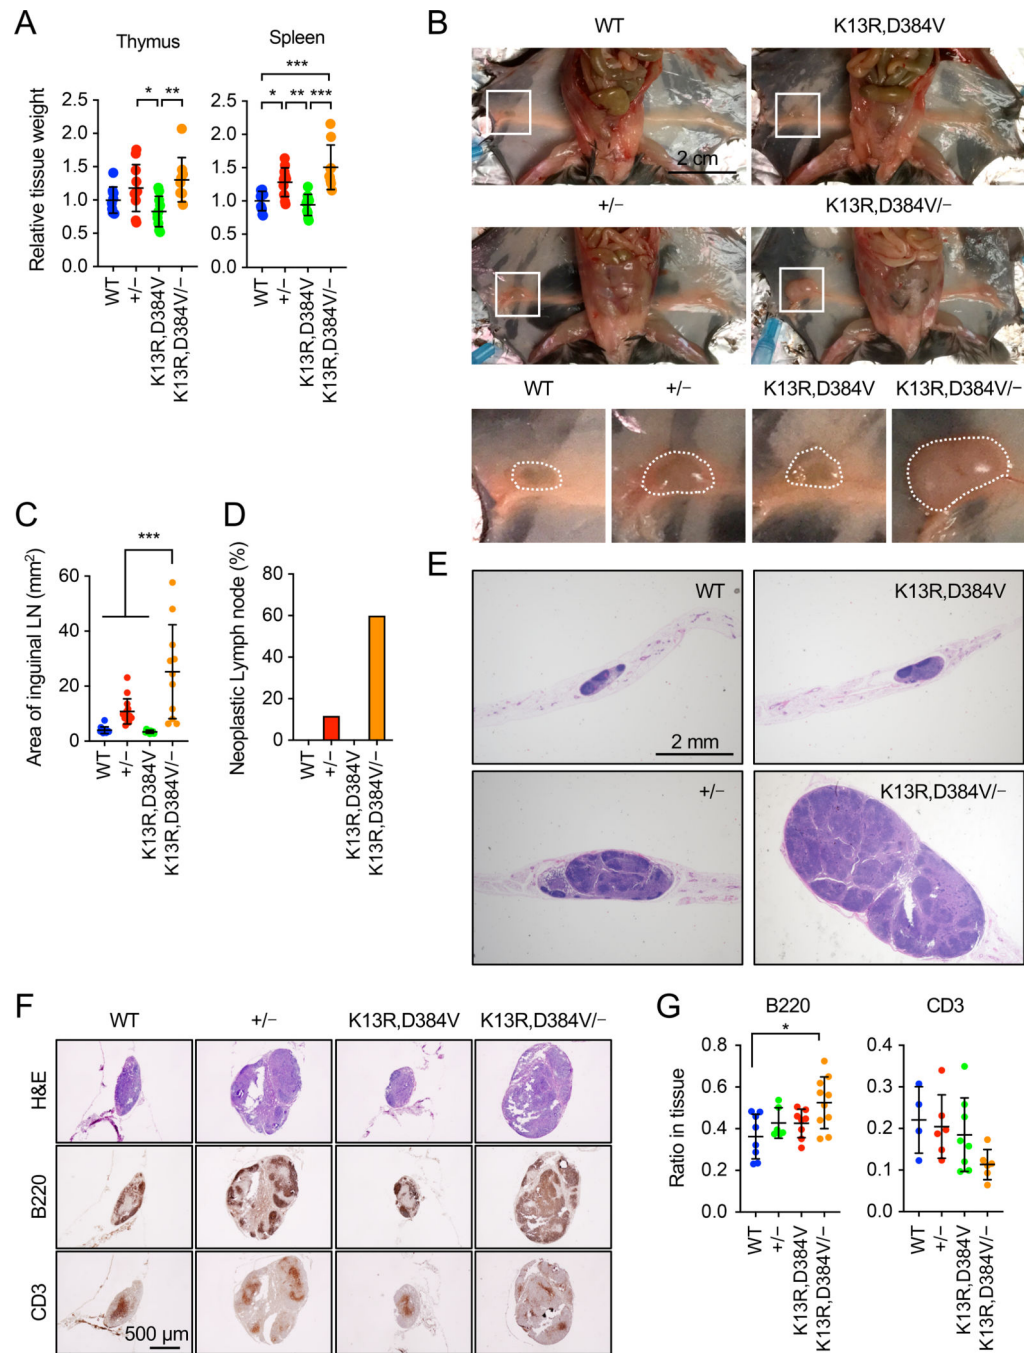 A
Thymus
Spleen
Relative tissue weight
2.5
2.0
1.5
1.0
0.5
0.0
* **
WT
+/−
K13R,D384V
K13R,D384V/−
2.5
2.0
1.5
1.0
0.5
0.0
***
* ** ***
WT
+/−
K13R,D384V
K13R,D384V/−
B
WT
K13R,D384V
2 cm
+/−
K13R,D384V/−
WT
+/−
K13R,D384V
K13R,D384V/−
C
Area of inguinal LN (mm²)
60
40
20
0
***
WT
+/−
K13R,D384V
K13R,D384V/−
D
Neoplastic Lymph node (%)
80
60
40
20
0
WT
+/−
K13R,D384V
K13R,D384V/−
E
WT
K13R,D384V
2 mm
+/−
K13R,D384V/−
F
WT
+/−
K13R,D384V
K13R,D384V/−
H&E
B220
CD3
500 µm
G
B220
CD3
Ratio in tissue
0.8
0.6
0.4
0.2
0.0
*
WT
+/−
K13R,D384V
K13R,D384V/−
0.4
0.3
0.2
0.1
0.0
WT
+/−
K13R,D384V
K13R,D384V/−